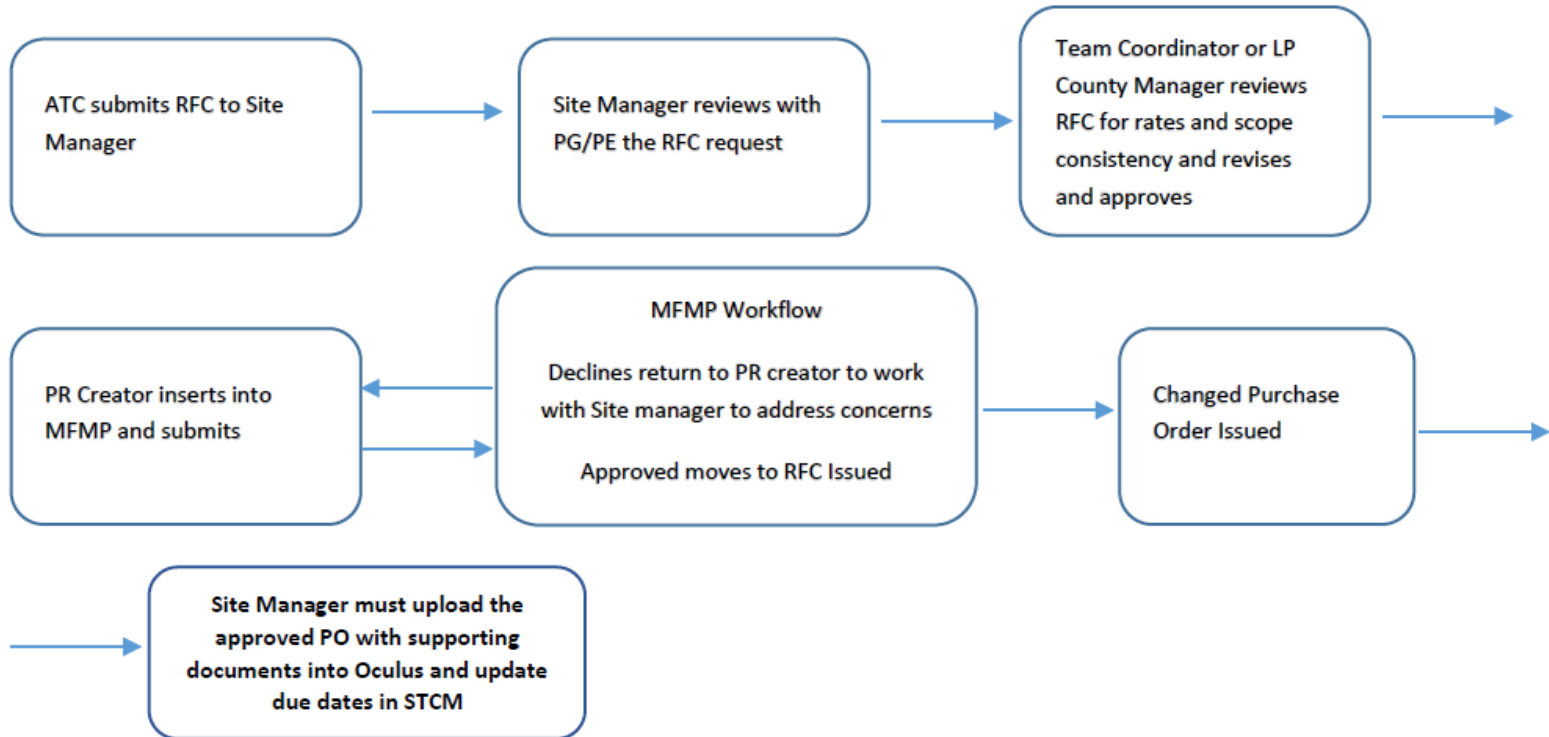 ATC submits RFC to Site
Manager
Site Manager reviews with
PG/PE the RFC request
Team Coordinator or LP
County Manager reviews
RFC for rates and scope
consistency and revises
and approves
PR Creator inserts into
MFMP and submits
MFMP Workflow
Declines return to PR creator to work
with Site manager to address concerns
Approved moves to RFC Issued
Changed Purchase
Order Issued
Site Manager must upload the
approved PO with supporting
documents into Oculus and update
due dates in STCM